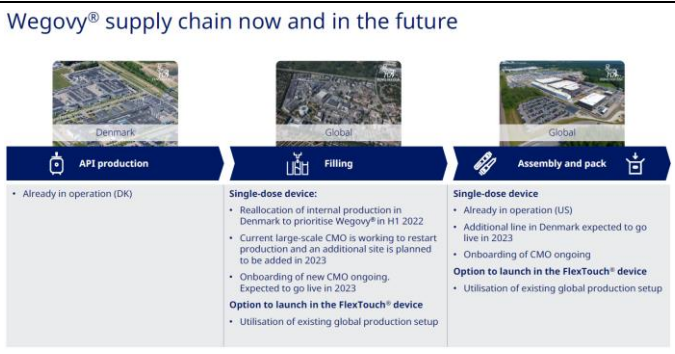 Wegovy® supply chain now and in the future
Denmark
API production
• Already in operation (DK)
Global
Filling
Single-dose device:
• Reallocation of internal production in
Denmark to prioritise Wegovy® in H1 2022
• Current large-scale CMO is working to restart
production and an additional site is planned
to be added in 2023
• Onboarding of new CMO ongoing.
Expected to go live in 2023
Option to launch in the FlexTouch® device
• Utilisation of existing global production setup
Global
Assembly and pack
Single-dose device
• Already in operation (US)
• Additional line in Denmark expected to go
live in 2023
• Onboarding of CMO ongoing
Option to launch in the FlexTouch® device
• Utilisation of existing global production setup